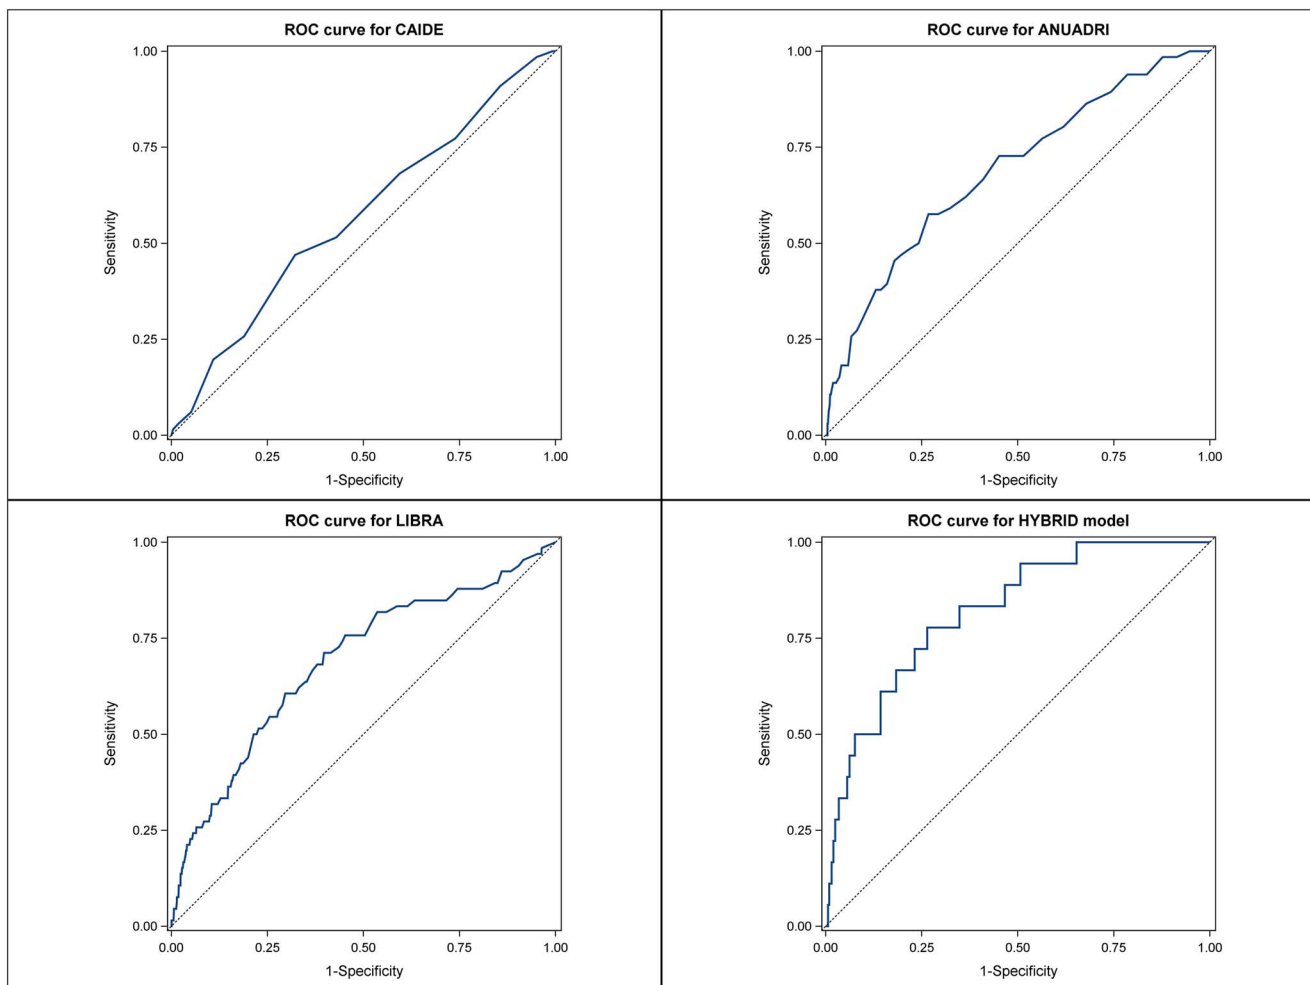 ROC curve for CAIDE
1.00
0.75
0.50
0.25
0.00
Sensitivity
0.00 0.25 0.50 0.75 1.00
1-Specificity
ROC curve for ANUADRI
1.00
0.75
0.50
0.25
0.00
Sensitivity
0.00 0.25 0.50 0.75 1.00
1-Specificity
ROC curve for LIBRA
1.00
0.75
0.50
0.25
0.00
Sensitivity
0.00 0.25 0.50 0.75 1.00
1-Specificity
ROC curve for HYBRID model
1.00
0.75
0.50
0.25
0.00
Sensitivity
0.00 0.25 0.50 0.75 1.00
1-Specificity